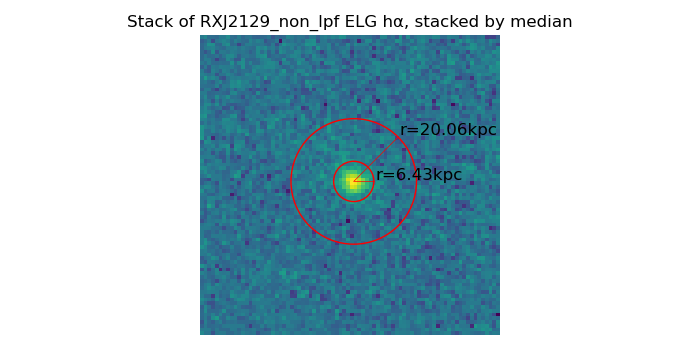 Stack of RXJ2129_non_lpf ELG hα, stacked by median
r=20.06kpc
r=6.43kpc